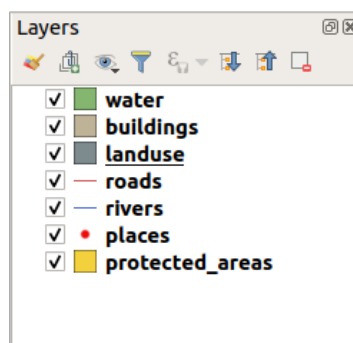 Layers
water
buildings
landuse
roads
rivers
places
protected_areas